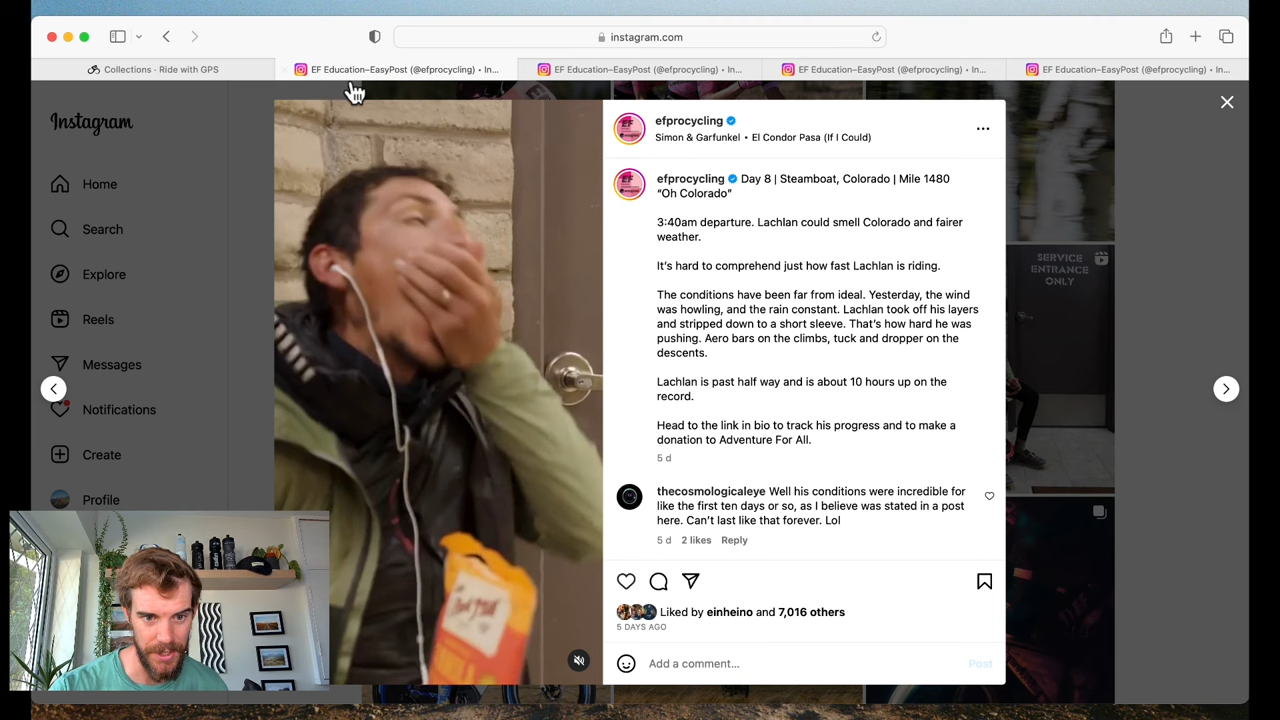 instagram.com
Collections · Ride with GPS
EF Education–EasyPost (@efprocycling) • In...
EF Education–EasyPost (@efprocycling) • In...
EF Education–EasyPost (@efprocycling) • In...
EF Education–EasyPost (@efprocycling) • In...
Instagram
Home
Search
Explore
Reels
Messages
Notifications
Create
Profile
efprocycling
Simon & Garfunkel • El Condor Pasa (If I Could)
efprocycling Day 8 | Steamboat, Colorado | Mile 1480
“Oh Colorado”
3:40am departure. Lachlan could smell Colorado and fairer
weather.
It’s hard to comprehend just how fast Lachlan is riding.
The conditions have been far from ideal. Yesterday, the wind
was howling, and the rain constant. Lachlan took off his layers
and stripped down to a short sleeve. That’s how hard he was
pushing. Aero bars on the climbs, tuck and dropper on the
descents.
Lachlan is past half way and is about 10 hours up on the
record.
Head to the link in bio to track his progress and to make a
donation to Adventure For All.
5 d
thecosmologicaleye Well his conditions were incredible for
like the first ten days or so, as I believe was stated in a post
here. Can’t last like that forever. Lol
5 d 2 likes Reply
Liked by einheino and 7,016 others
5 DAYS AGO
Add a comment...
Post
SERVICE
ENTRANCE
ONLY